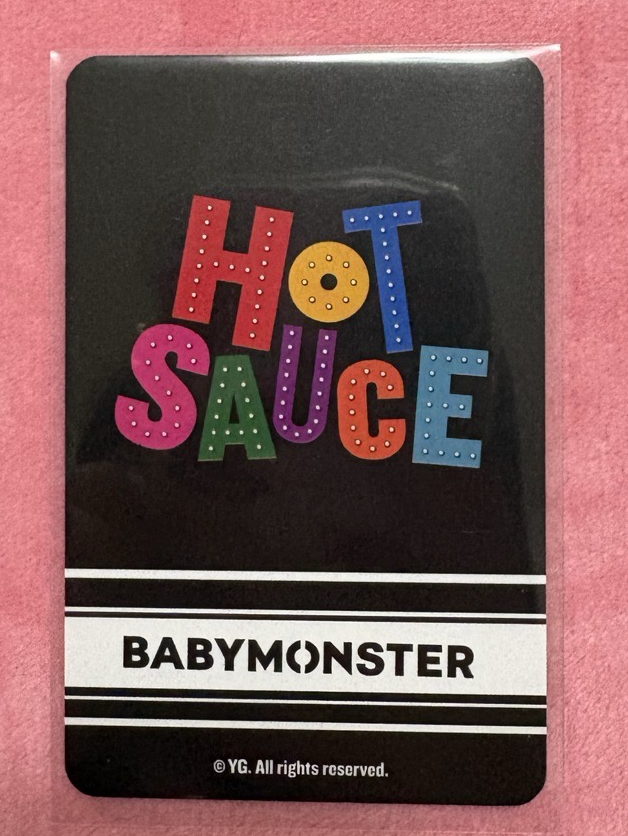 HOT
SAUCE
BABYMONSTER
© YG. All rights reserved.